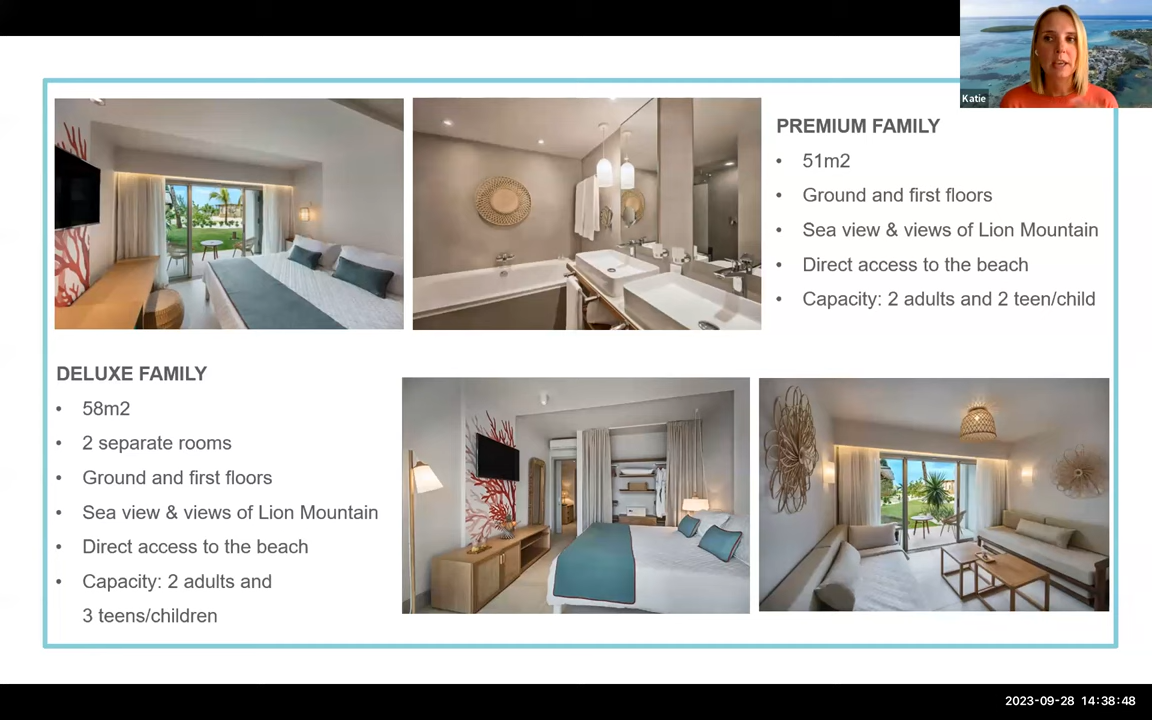 Katie
PREMIUM FAMILY
• 51m2
• Ground and first floors
• Sea view & views of Lion Mountain
• Direct access to the beach
• Capacity: 2 adults and 2 teen/child
DELUXE FAMILY
• 58m2
• 2 separate rooms
• Ground and first floors
• Sea view & views of Lion Mountain
• Direct access to the beach
• Capacity: 2 adults and
3 teens/children
2023-09-28 14:38:48